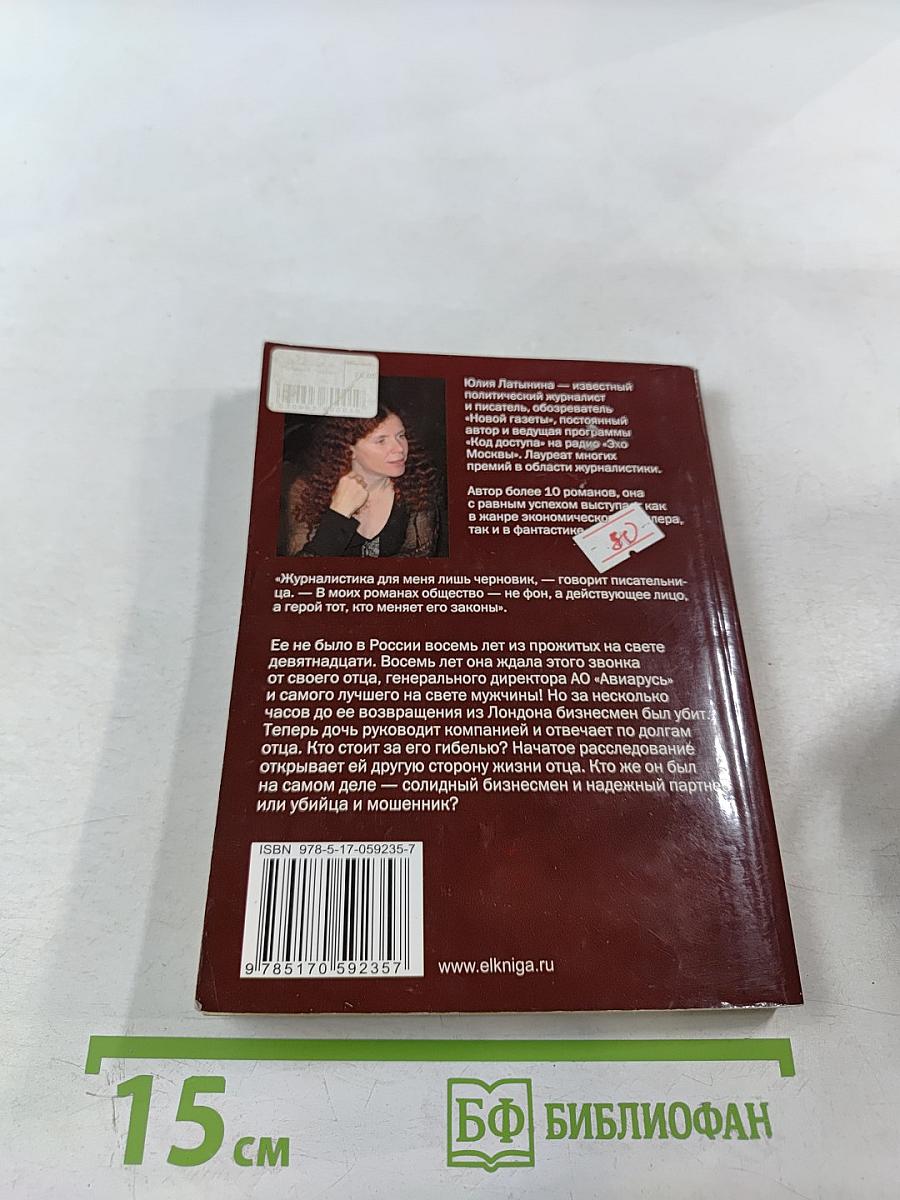 Юлия Латынина — известный
политический журналист
и писатель, обозреватель
«Новой газеты», постоянный
автор и ведущая программы
«Код доступа» на радио «Эхо
Москвы». Лауреат многих
премий в области журналистики.
Автор более 10 романов, она
с равным успехом выступает как
в жанре экономического
так и в фантастике
80
«Журналистика для меня лишь черновик, — говорит писательни-
ца. — В моих романах общество — не фон, а действующее лицо,
а герой тот, кто меняет его законы».
Ее не было в России восемь лет из прожитых на свете
девятнадцати. Восемь лет она ждала этого звонка
от своего отца, генерального директора АО «Авиарусь»
и самого лучшего на свете мужчины! Но за несколько
часов до ее возвращения из Лондона бизнесмен был убит.
Теперь дочь руководит компанией и отвечает по долгам
отца. Кто стоит за его гибелью? Начатое расследование
открывает ей другую сторону жизни отца. Кто же он был
на самом деле — солидный бизнесмен и надежный партнер
или убийца и мошенник?
ISBN 978-5-17-059235-7
9 785170 592357
www.elkniga.ru
15 см
БФ БИБЛИОФАН